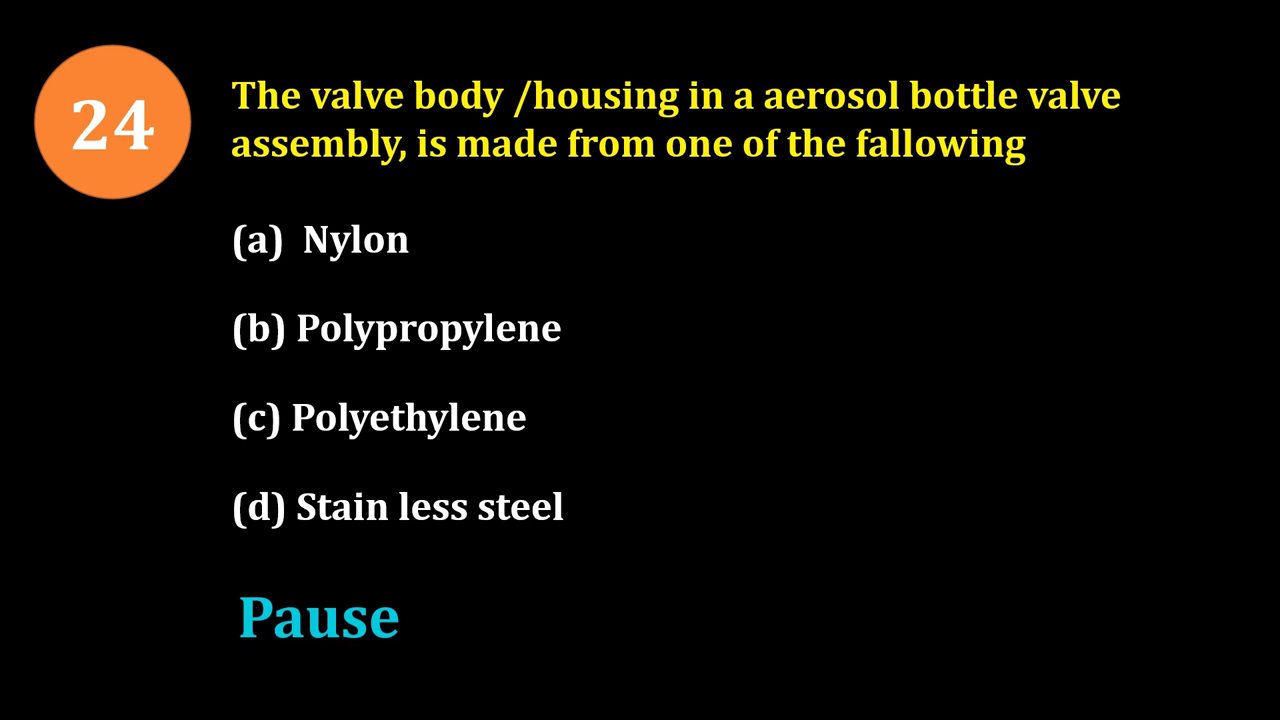 24
The valve body /housing in a aerosol bottle valve
assembly, is made from one of the fallowing
(a) Nylon
(b) Polypropylene
(c) Polyethylene
(d) Stain less steel
Pause